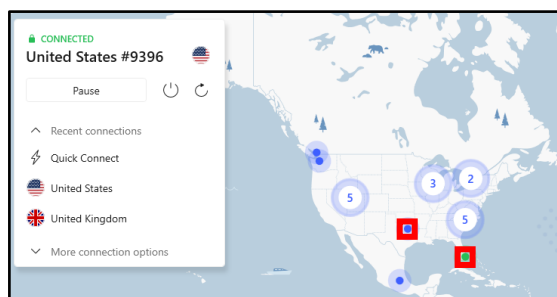 CONNECTED
United States #9396
Pause
Recent connections
Quick Connect
United States
United Kingdom
More connection options
5
3
2
5